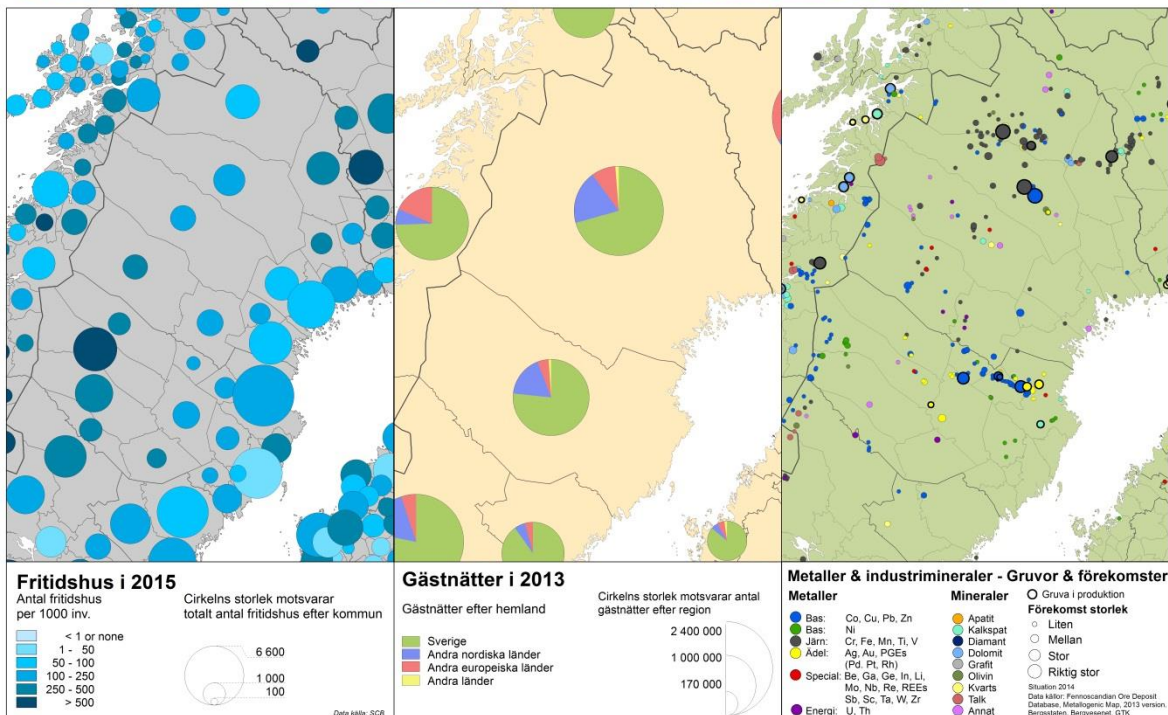 Fritidshus i 2015
Antal fritidshus
per 1000 inv.
< 1 or none
1 - 50
50 - 100
100 - 250
250 - 500
> 500
Cirkelns storlek motsvarar
totalt antal fritidshus efter kommun
6 600
1 000
100
Data källa: SCB
Gästnätter i 2013
Gästnätter efter hemland
Sverige
Andra nordiska länder
Andra europeiska länder
Andra länder
Cirkelns storlek motsvarar antal
gästnätter efter region
2 400 000
1 000 000
170 000
Metaller & industrimineraler - Gruvor & förekomster
Metaller
Bas: Co, Cu, Pb, Zn
Bas: Ni
Järn: Cr, Fe, Mn, Ti, V
Ädel: Ag, Au, PGEs
(Pd, Pt, Rh)
Special: Be, Ga, Ge, In, Li,
Mo, Nb, Re, REEs
Sb, Sc, Ta, W, Zr
Energi: U, Th
Mineraler
Apatit
Kalkspat
Diamant
Dolomit
Grafit
Olivin
Kvarts
Talk
Annat
Gruva i produktion
Förekomst storlek
Liten
Mellan
Stor
Riktig stor
Situation 2014
Data källor: Fennoscandian Ore Deposit
Database, Metallogenic Map, 2013 version.
Bergsstaten, Bergvesenet, GTK